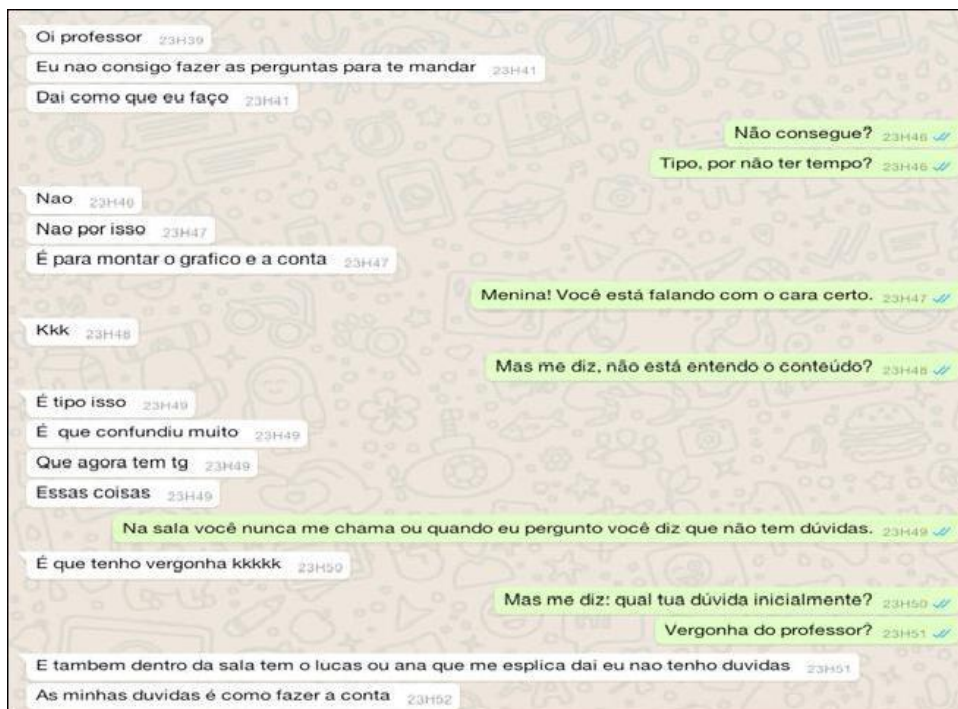 Oi professor 23H39
Eu nao consigo fazer as perguntas para te mandar 23H41
Dai como que eu faço 23H41
Não consegue? 23H46
Tipo, por não ter tempo? 23H46
Nao 23H46
Nao por isso 23H47
É para montar o grafico e a conta 23H47
Menina! Você está falando com o cara certo. 23H47
Kkk 23H48
Mas me diz, não está entendo o conteúdo? 23H48
É tipo isso 23H49
É que confundiu muito 23H49
Que agora tem tg 23H49
Essas coisas 23H49
Na sala você nunca me chama ou quando eu pergunto você diz que não tem dúvidas. 23H49
É que tenho vergonha kkkkk 23H50
Mas me diz: qual tua dúvida inicialmente? 23H50
Vergonha do professor? 23H51
E tambem dentro da sala tem o lucas ou ana que me esplica dai eu nao tenho duvidas 23H51
As minhas duvidas é como fazer a conta 23H52